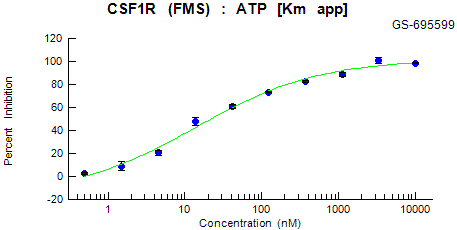 CSF1R (FMS) : ATP [Km app]
GS-695599
120
100
80
60
40
20
0
-20
Percent Inhibition
1 10 100 1000 10000
Concentration (nM)